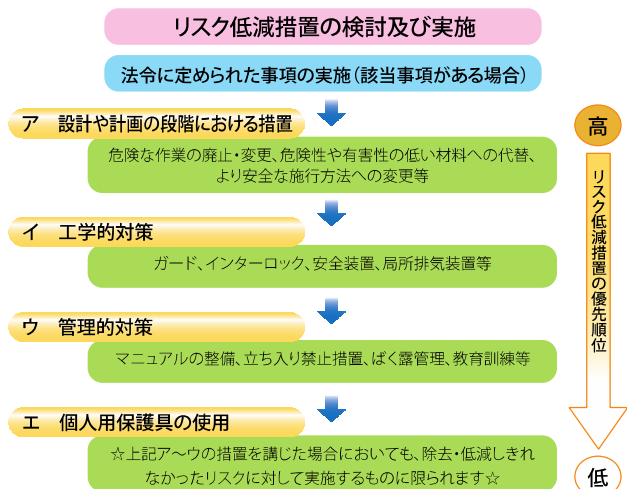 リスク低減措置の検討及び実施
法令に定められた事項の実施（該当事項がある場合）
ア　設計や計画の段階における措置
危険な作業の廃止・変更、危険性や有害性の低い材料への代替、
より安全な施行方法への変更等
イ　工学的対策
ガード、インターロック、安全装置、局所排気装置等
ウ　管理的対策
マニュアルの整備、立ち入り禁止措置、ばく露管理、教育訓練等
エ　個人用保護具の使用
☆上記ア～ウの措置を講じた場合においても、除去・低減しきれ
なかったリスクに対して実施するものに限られます☆
高
リスク低減措置の優先順位
低